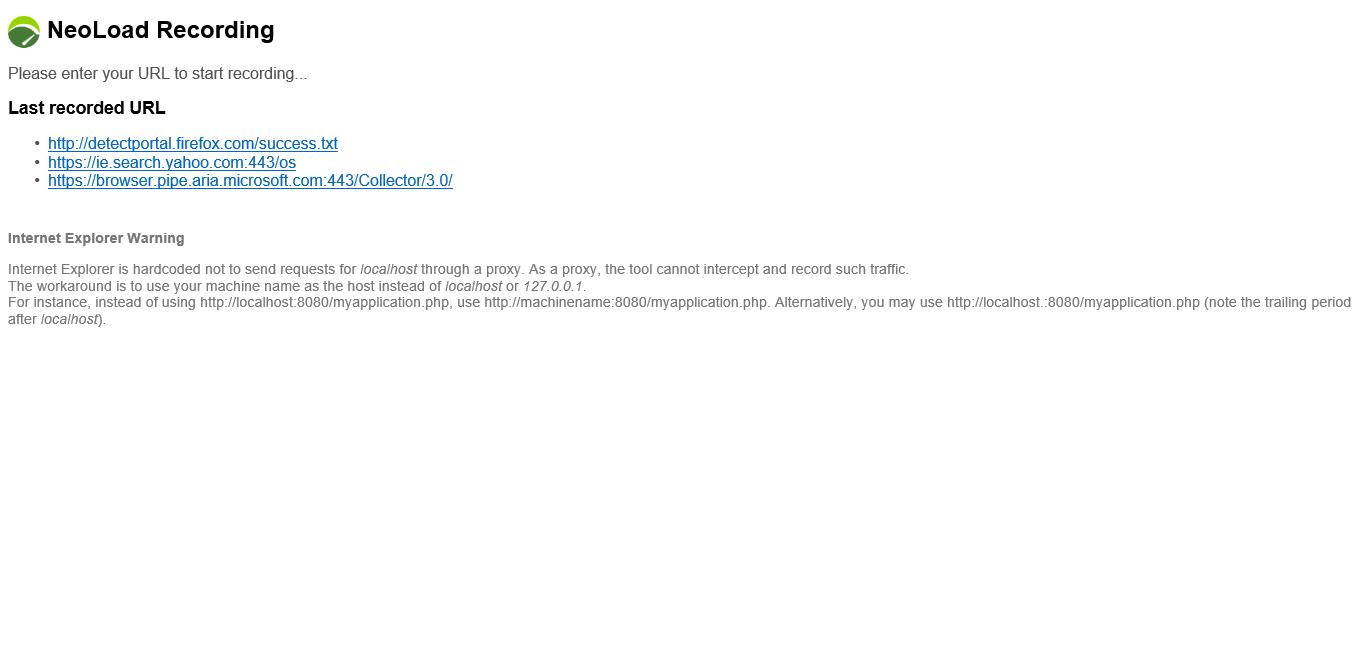 NeoLoad Recording
Please enter your URL to start recording...
Last recorded URL
• http://detectportal.firefox.com/success.txt
• https://ie.search.yahoo.com:443/os
• https://browser.pipe.aria.microsoft.com:443/Collector/3.0/
Internet Explorer Warning
Internet Explorer is hardcoded not to send requests for localhost through a proxy. As a proxy, the tool cannot intercept and record such traffic.
The workaround is to use your machine name as the host instead of localhost or 127.0.0.1.
For instance, instead of using http://localhost:8080/myapplication.php, use http://machinename:8080/myapplication.php. Alternatively, you may use http://localhost.:8080/myapplication.php (note the trailing period
after localhost).